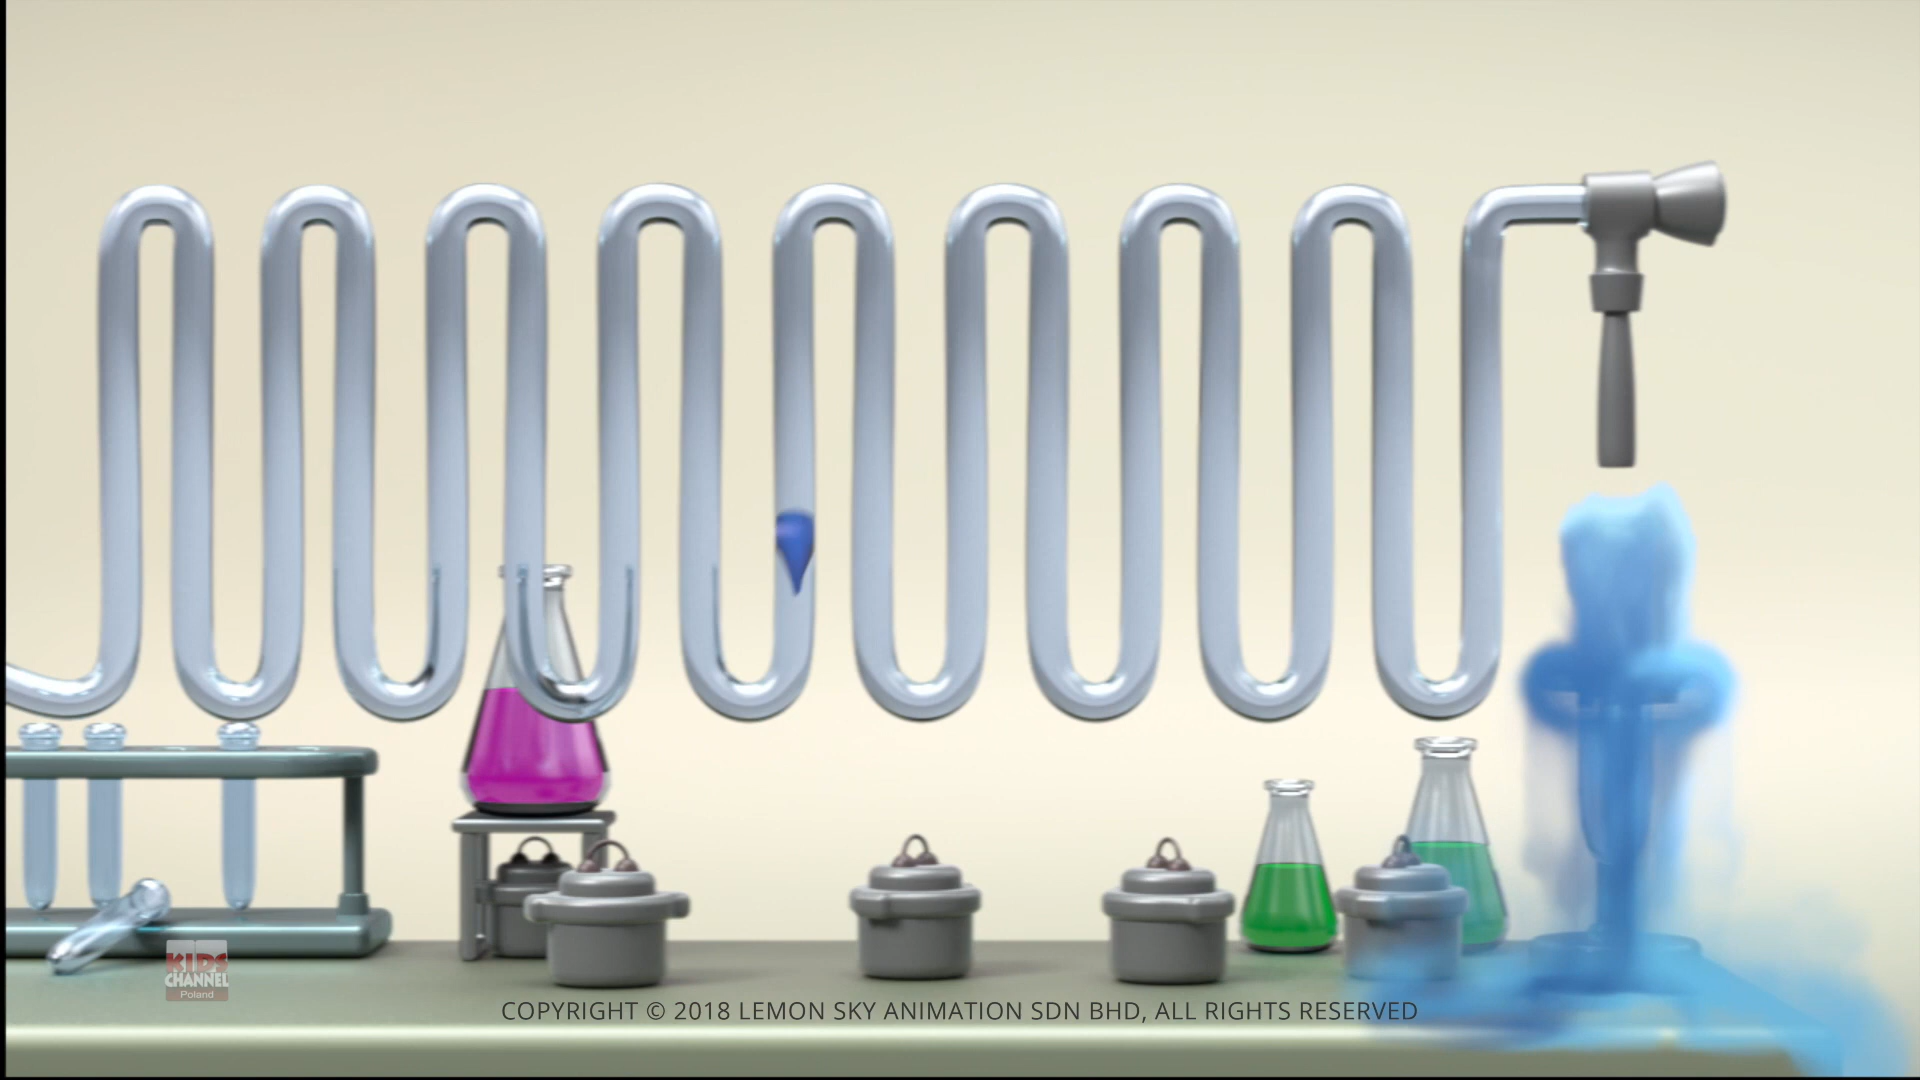 KIDS
CHANNEL
Poland
COPYRIGHT © 2018 LEMON SKY ANIMATION SDN BHD, ALL RIGHTS RESERVED